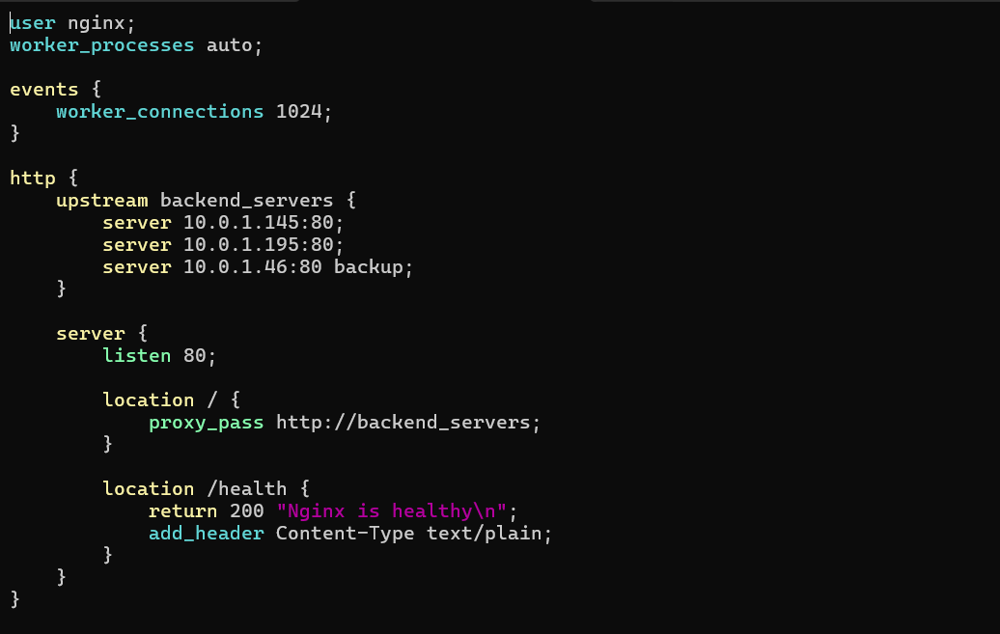 user nginx;
worker_processes auto;
events {
worker_connections 1024;
}
http {
upstream backend_servers {
server 10.0.1.145:80;
server 10.0.1.195:80;
server 10.0.1.46:80 backup;
}
server {
listen 80;
location / {
proxy_pass http://backend_servers;
}
location /health {
return 200 "Nginx is healthy\n";
add_header Content-Type text/plain;
}
}
}